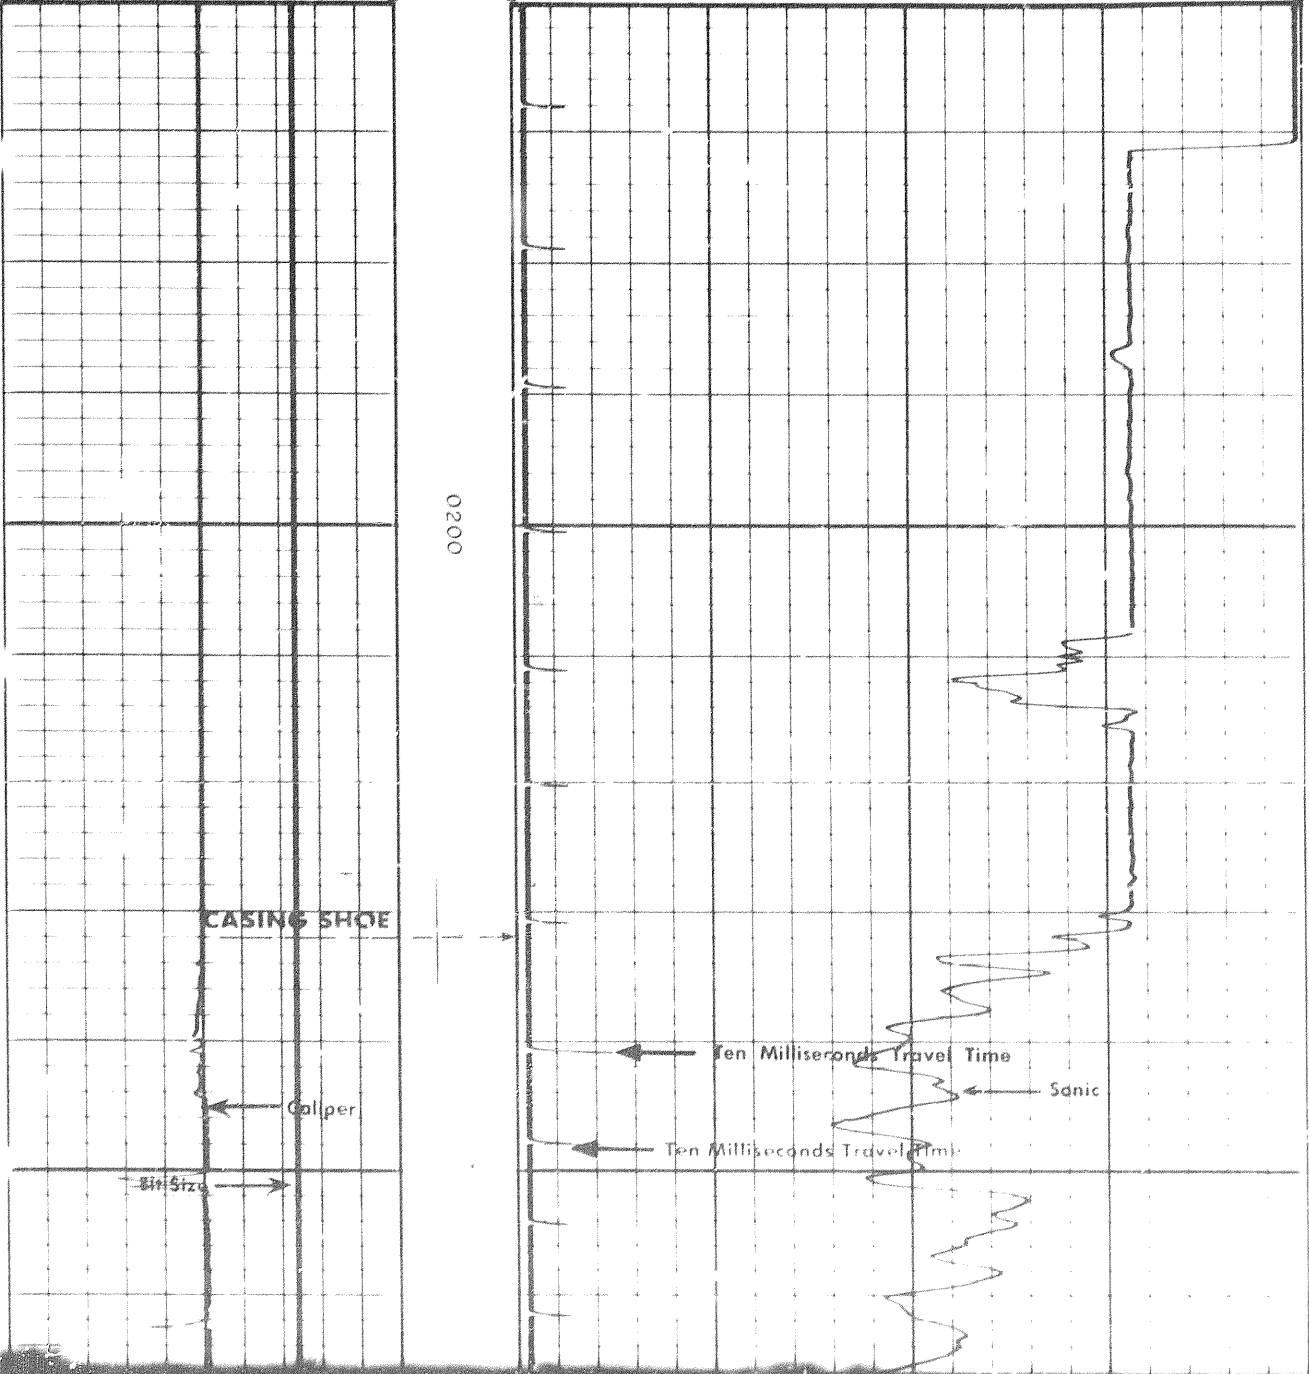 0200
CASING SHOE
Ten Milliseconds Travel Time
Sonic
Caliper
Ten Milliseconds Travel Time
Bit Size